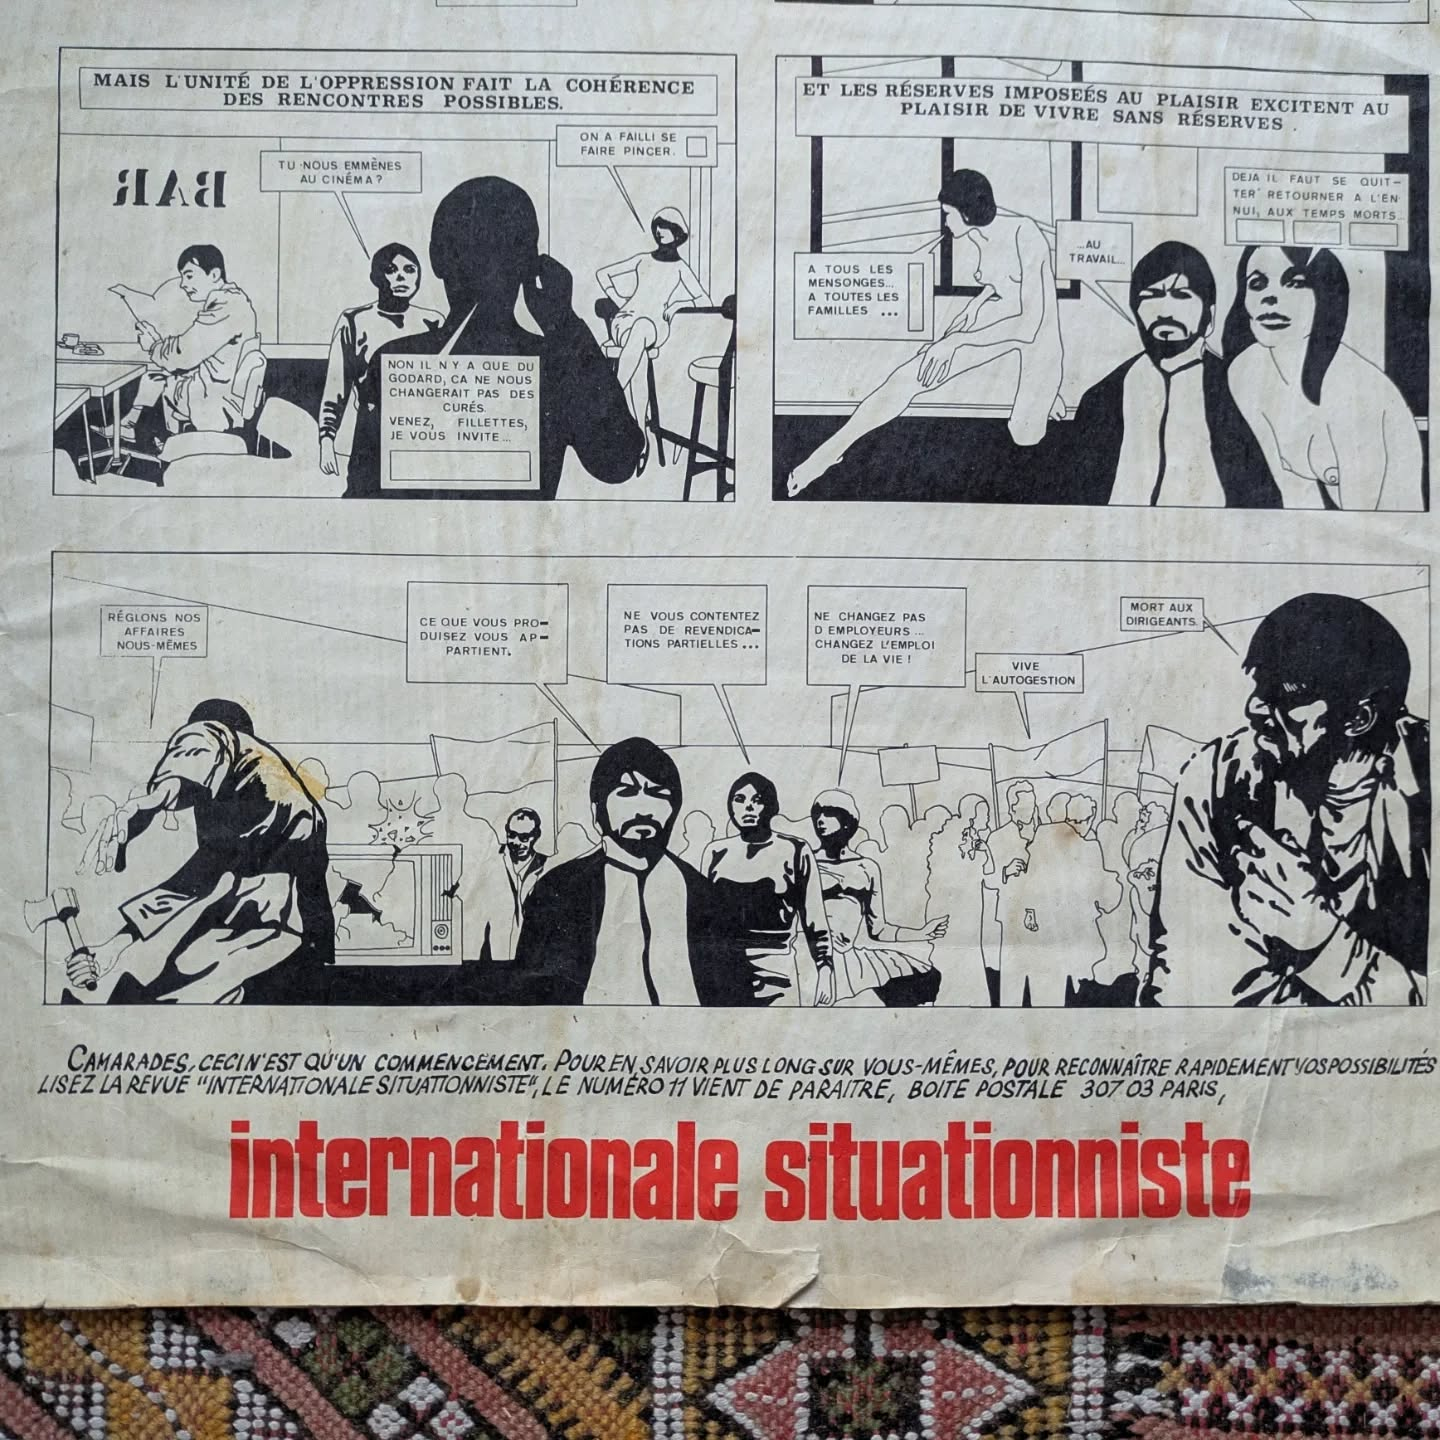 MAIS L'UNITÉ DE L'OPPRESSION FAIT LA COHÉRENCE
DES RENCONTRES POSSIBLES.
BAR
TU NOUS EMMÈNES
AU CINÉMA?
ON A FAILLI SE
FAIRE PINCER.
NON IL N'Y A QUE DU
GODARD, CA NE NOUS
CHANGERAIT PAS DES
CURÉS.
VENEZ, FILLETTES,
JE VOUS INVITE...
ET LES RÉSERVES IMPOSEÉS AU PLAISIR EXCITENT AU
PLAISIR DE VIVRE SANS RÉSERVES.
A TOUS LES
MENSONGES...
A TOUTES LES
FAMILLES ...
...AU
TRAVAIL...
DEJA IL FAUT SE QUIT-
TER RETOURNER A L'EN
NUI, AUX TEMPS MORTS...
RÉGLONS NOS
AFFAIRES
NOUS-MÊMES
CE QUE VOUS PRO-
DUISEZ VOUS AP-
PARTIENT.
NE VOUS CONTENTEZ
PAS DE REVENDICA-
TIONS PARTIELLES...
NE CHANGEZ PAS
D EMPLOYEURS...
CHANGEZ L'EMPLOI
DE LA VIE!
VIVE
L'AUTOGESTION
MORT AUX
DIRIGEANTS.
CAMARADES, CECI N'EST QU'UN COMMENCEMENT. POUR EN SAVOIR PLUS LONG SUR VOUS-MÊMES, POUR RECONNAÎTRE RAPIDEMENT VOS POSSIBILITÉS
LISEZ LA REVUE "INTERNATIONALE SITUATIONNISTE", LE NUMÉRO 11 VIENT DE PARAITRE, BOITE POSTALE 307 03 PARIS,
internationale situationniste